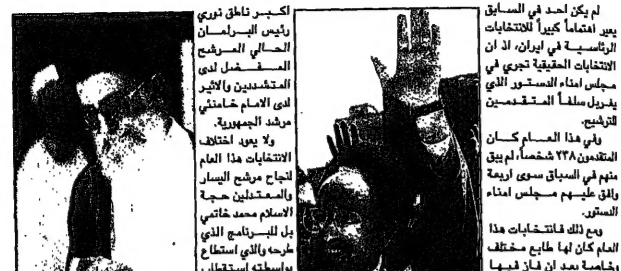 لم يكن احد في السابق
يعير اهتماماً كبيراً للانتخابات
الرئاسية في ايران، اذ ان
الانتخابات الحقيقية تجري في
مجلس امناء الدستور الذي
يغربل سلفاً المتقدمين
للترشيح.
وفي هذا العام كان
المتقدمون ٢٣٨ شخصاً، لم يبق
منهم في السباق سوى اربعة
وافق عليهم مجلس امناء
الدستور.
ومع ذلك فانتخابات هذا
العام كان لها طابع مختلف
وخاصة بعد ان فاز فيها
اكبر ناطق نوري
رئيس البرلمان
الحالي المرشح
المفضل لدى
المتشددين والاثير
لدى الامام خامنئي
مرشد الجمهورية.
ولا يعود اختلاف
الانتخابات هذا العام
لنجاح مرشح اليسار
والمعتدلين حجة
الاسلام محمد خاتمي
بل للبرنامج الذي
طرحه والذي استطاع
بواسطته استقطاب